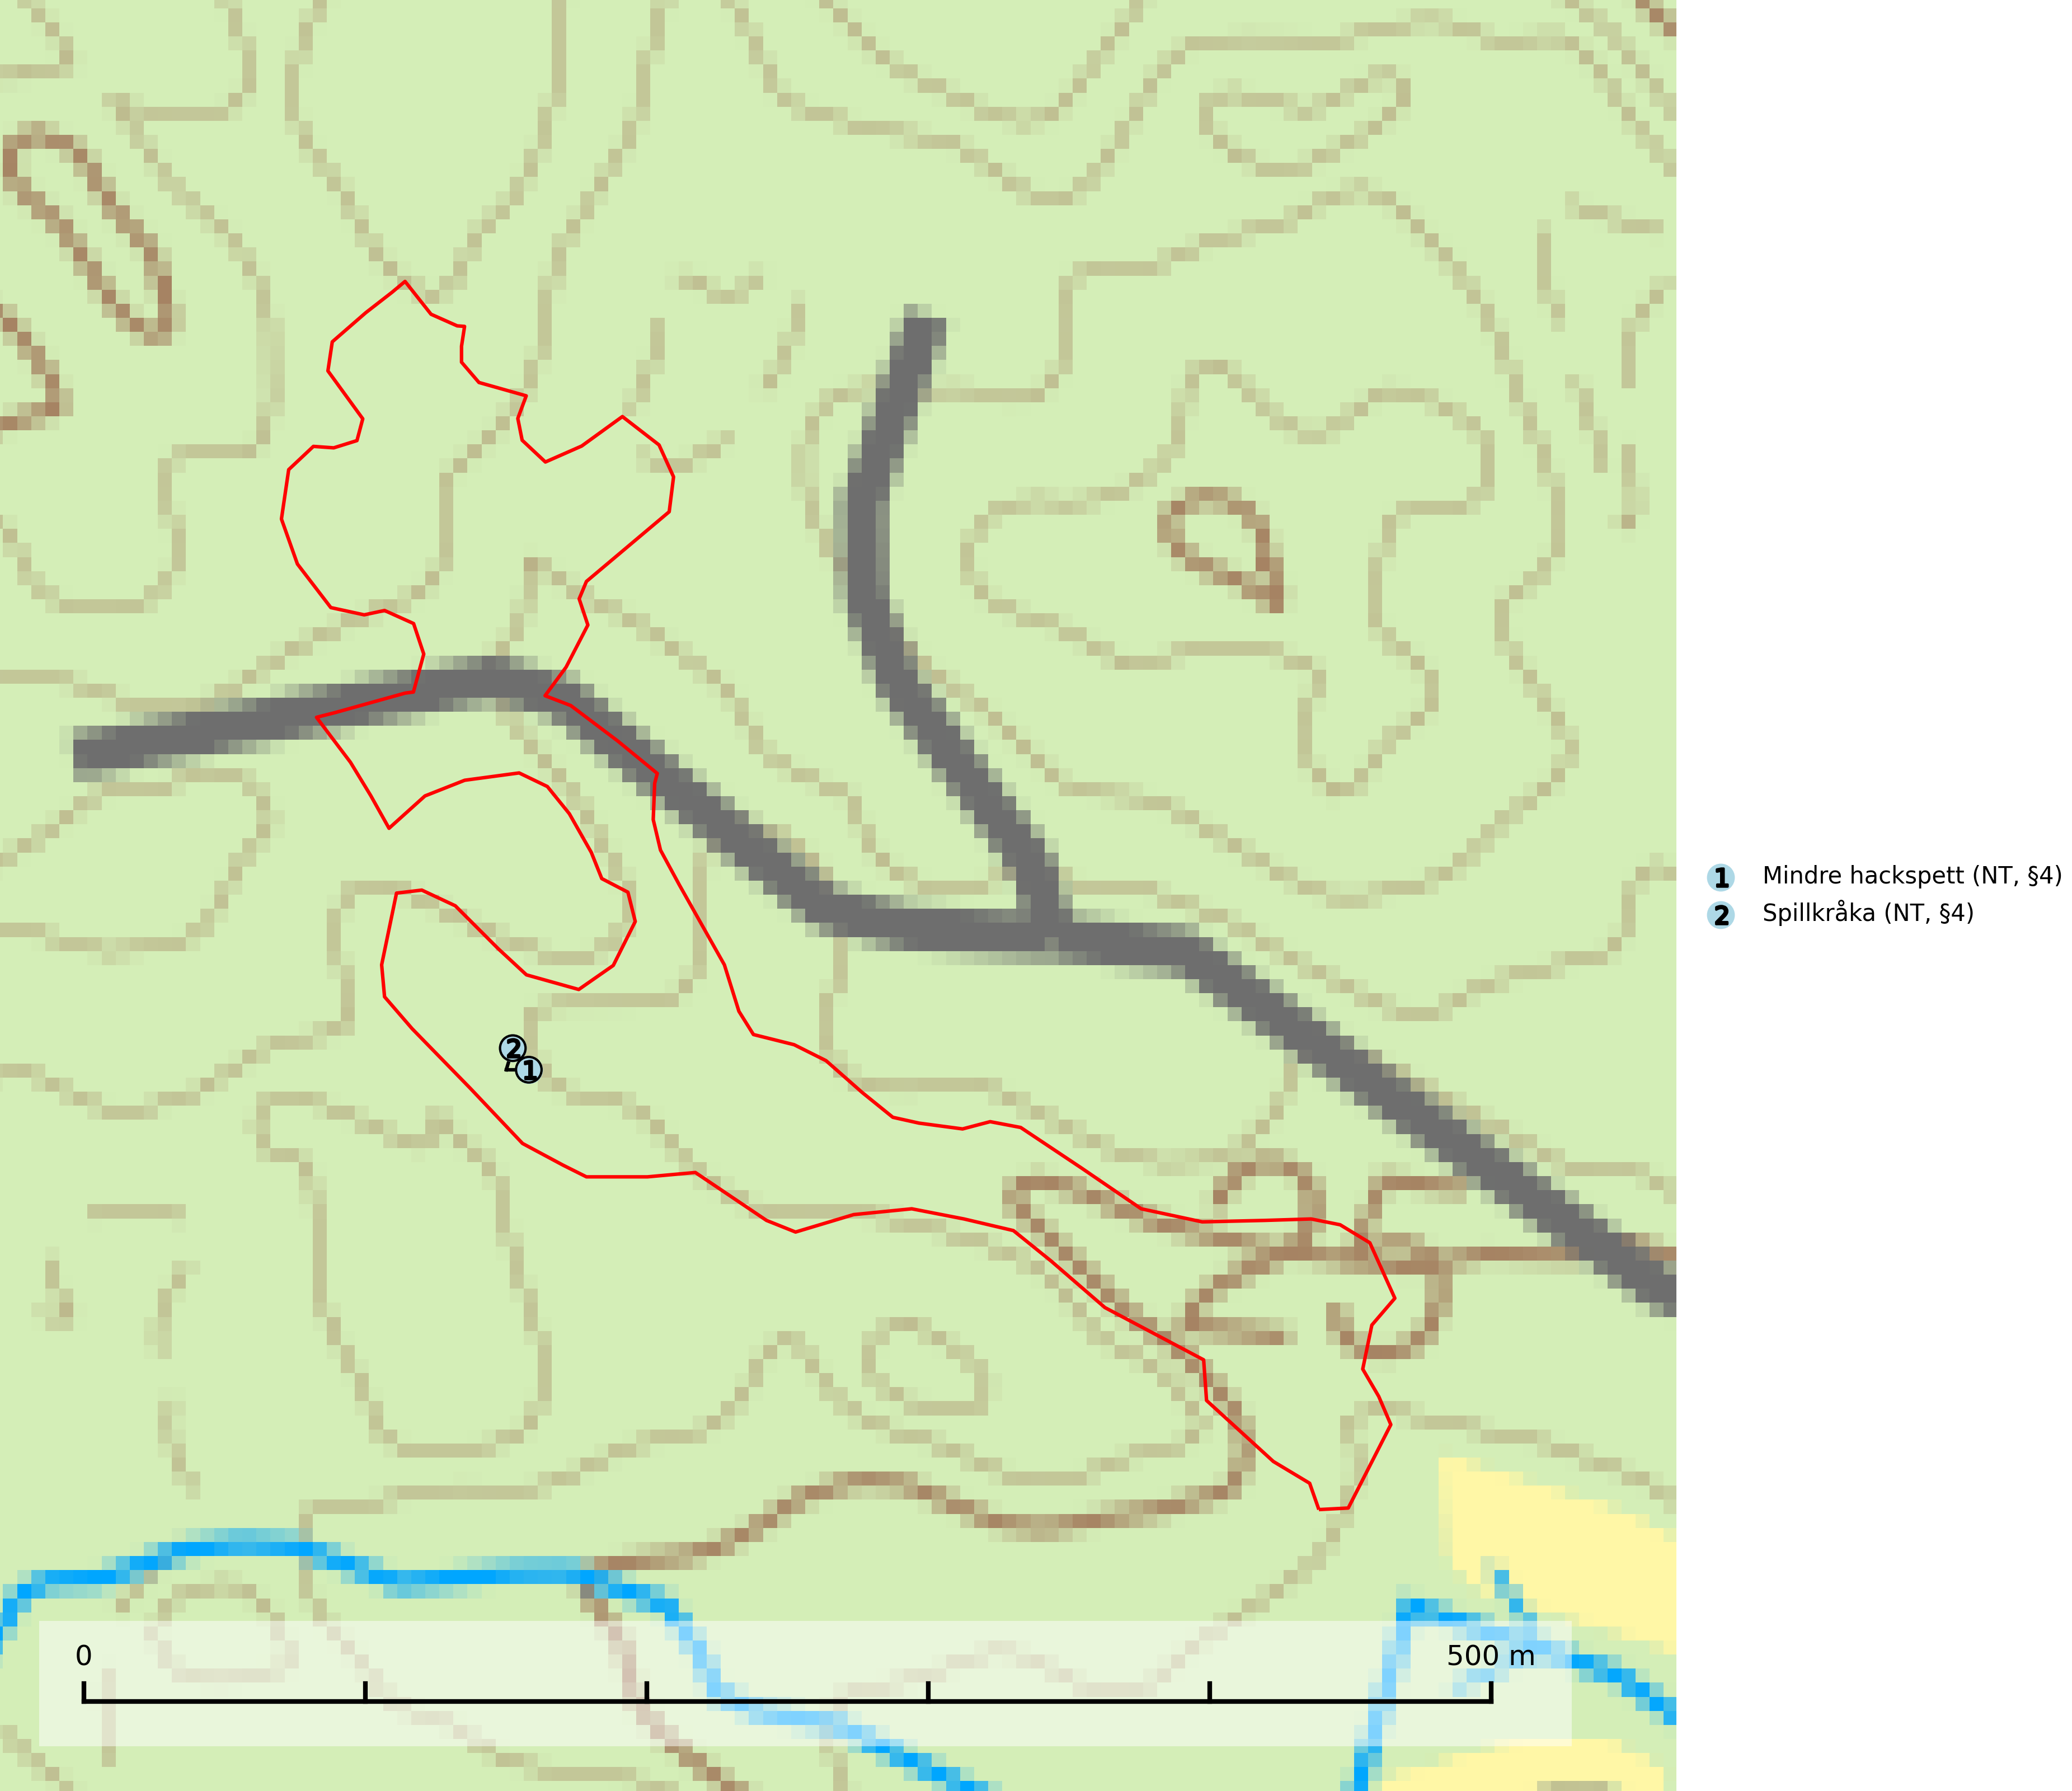 2
1
1 Mindre hackspett (NT, §4)
2 Spillkråka (NT, §4)
0 500 m